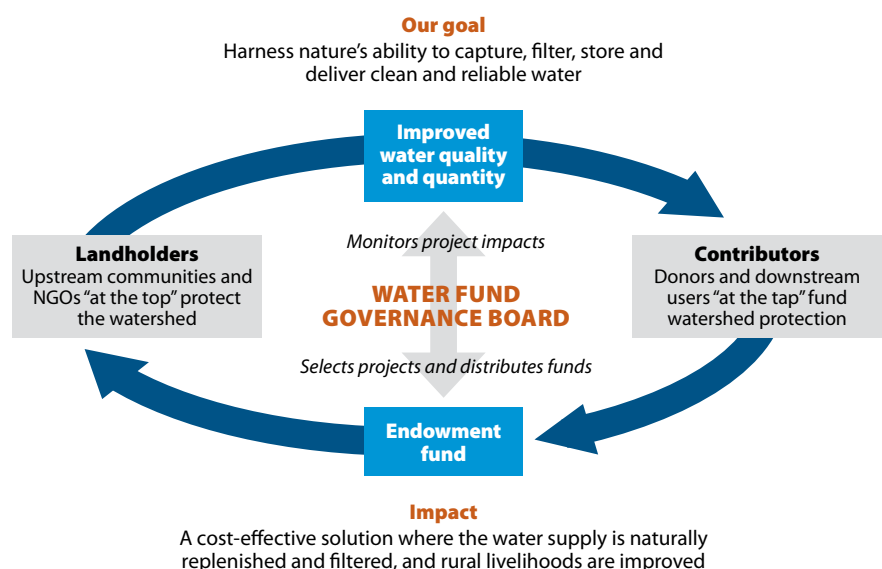 Our goal
Harness nature’s ability to capture, filter, store and
deliver clean and reliable water
Improved
water quality
and quantity
Monitors project impacts
Landholders
Upstream communities and
NGOs “at the top” protect
the watershed
WATER FUND
GOVERNANCE BOARD
Contributors
Donors and downstream
users “at the tap” fund
watershed protection
Selects projects and distributes funds
Endowment
fund
Impact
A cost-effective solution where the water supply is naturally
replenished and filtered, and rural livelihoods are improved